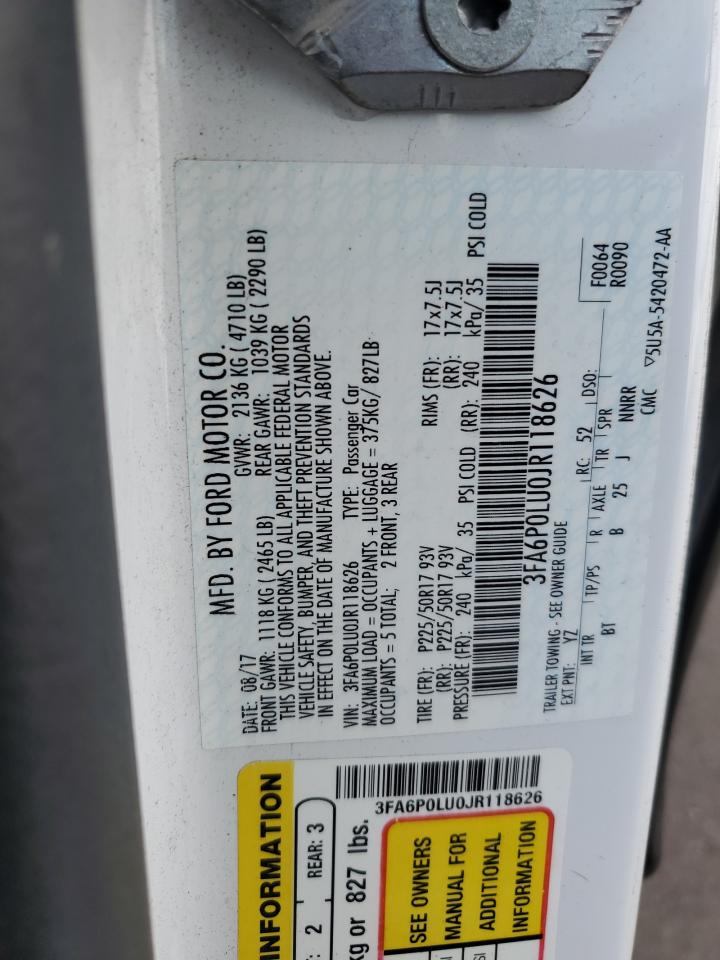 MFD. BY FORD MOTOR CO.
DATE: 08/17 GVWR: 2136 KG ( 4710 LB)
FRONT GAWR: 1118 KG ( 2465 LB) REAR GAWR: 1039 KG ( 2290 LB)
THIS VEHICLE CONFORMS TO ALL APPLICABLE FEDERAL MOTOR
VEHICLE SAFETY, BUMPER, AND THEFT PREVENTION STANDARDS
IN EFFECT ON THE DATE OF MANUFACTURE SHOWN ABOVE.
VIN: 3FA6P0LU0JR118626 TYPE: Passenger Car
MAXIMUM LOAD = OCCUPANTS + LUGGAGE = 375KG/ 827LB
OCCUPANTS = 5 TOTAL; 2 FRONT, 3 REAR
TIRE (FR): P225/50R17 93V RIMS (FR): 17x7.5J
(RR): P225/50R17 93V (RR): 17x7.5J
PRESSURE (FR): 240 kPa/ 35 PSI COLD (RR): 240 kPa/ 35 PSI COLD
3FA6P0LU0JR118626
TRAILER TOWING - SEE OWNER GUIDE
EXT PNT: YZ RC: 52 DSO: F0064
INT TR TP/PS R AXLE TR SPR R0090
BT B 25 J NNRR
CMC ▽5U5A-5420472-AA
INFORMATION
2 REAR: 3
kg or 827 lbs.
3FA6P0LU0JR118626
SEE OWNERS
MANUAL FOR
ADDITIONAL
INFORMATION